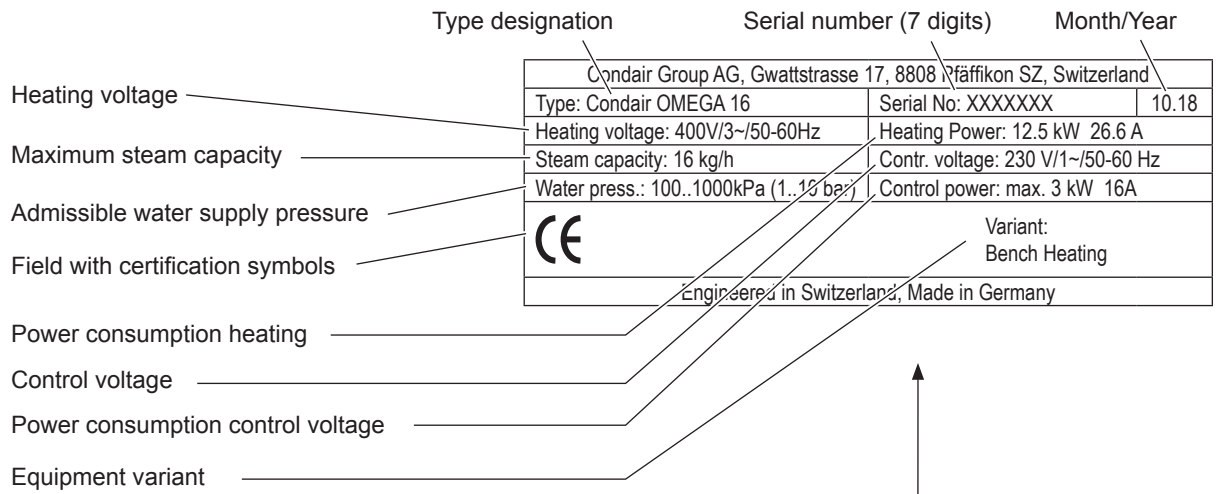 Type designation
Serial number (7 digits)
Month/Year
Condair Group AG, Gwattstrasse 17, 8808 Pfäffikon SZ, Switzerland
Heating voltage
Type: Condair OMEGA 16
Serial No: XXXXXXX
10.18
Heating voltage: 400V/3~/50-60Hz
Heating Power: 12.5 kW 26.6 A
Maximum steam capacity
Steam capacity: 16 kg/h
Contr. voltage: 230 V/1~/50-60 Hz
Water press.: 100..1000kPa (1..10 bar)
Control power: max. 3 kW 16A
Admissible water supply pressure
CE
Variant:
Bench Heating
Field with certification symbols
Engineered in Switzerland, Made in Germany
Power consumption heating
Control voltage
Power consumption control voltage
Equipment variant